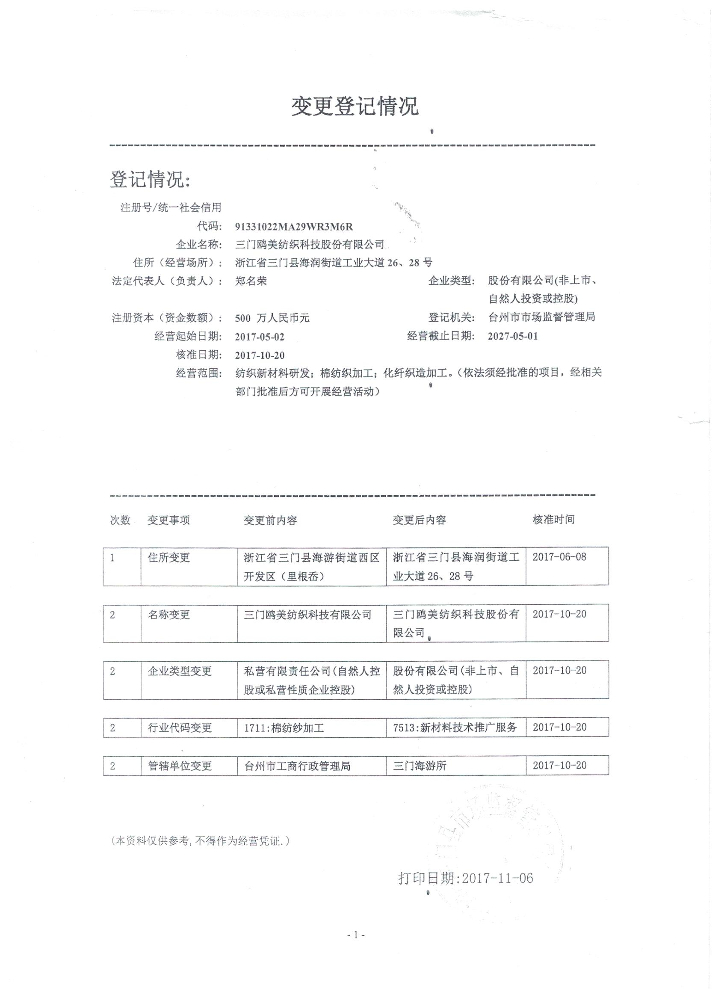 变更登记情况
登记情况:
注册号/统一社会信用
代码: 91331022MA29WR3M6R
企业名称: 三门鸥美纺织科技股份有限公司
住所（经营场所）: 浙江省三门县海润街道工业大道 26、28 号
法定代表人（负责人）: 郑名荣 企业类型: 股份有限公司(非上市、
自然人投资或控股)
注册资本（资金数额）: 500 万人民币元 登记机关: 台州市市场监督管理局
经营起始日期: 2017-05-02 经营截止日期: 2027-05-01
核准日期: 2017-10-20
经营范围: 纺织新材料研发；棉纺织加工；化纤织造加工。（依法须经批准的项目，经相关
部门批准后方可开展经营活动）
次数 变更事项 变更前内容 变更后内容 核准时间
1 住所变更 浙江省三门县海游街道西区 浙江省三门县海润街道工 2017-06-08
开发区（里根岙） 业大道 26、28 号
2 名称变更 三门鸥美纺织科技有限公司 三门鸥美纺织科技股份有 2017-10-20
限公司
2 企业类型变更 私营有限责任公司(自然人控 股份有限公司(非上市、自 2017-10-20
股或私营性质企业控股) 然人投资或控股)
2 行业代码变更 1711:棉纺纱加工 7513:新材料技术推广服务 2017-10-20
2 管辖单位变更 台州市工商行政管理局 三门海游所 2017-10-20
县市场监督管
(本资料仅供参考,不得作为经营凭证.)
打印日期:2017-11-06
- 1 -